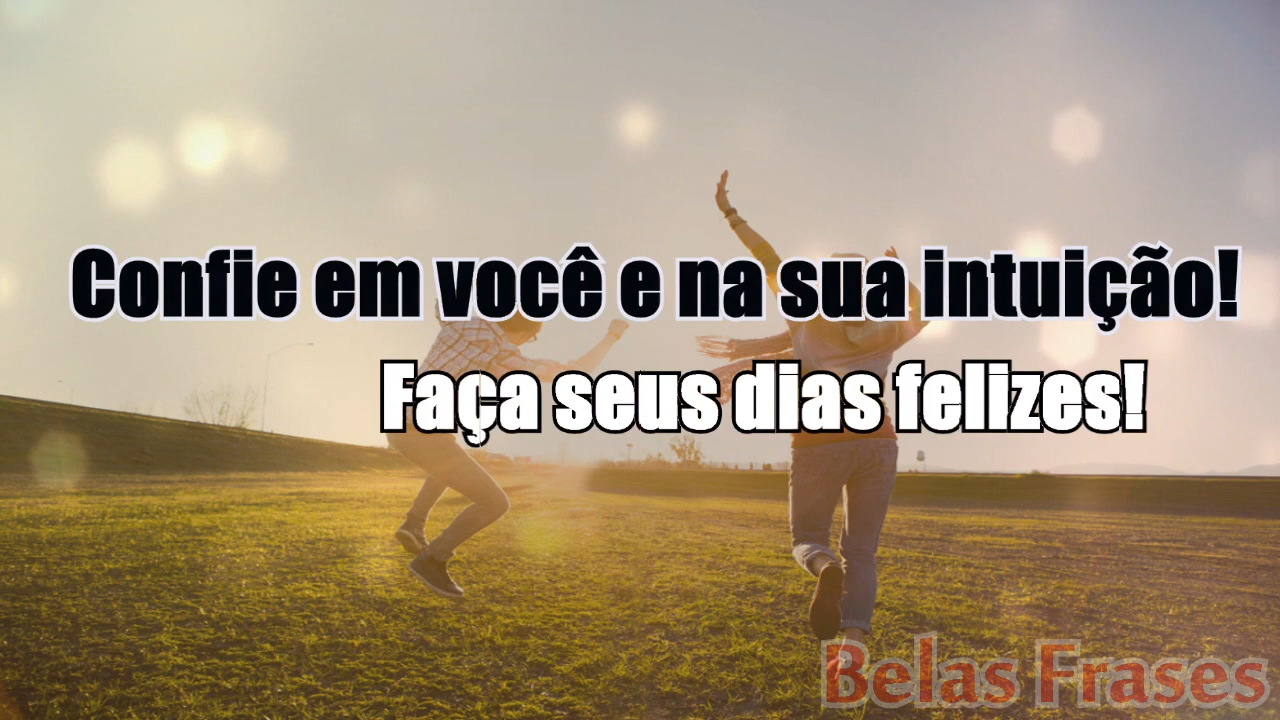 Confie em você e na sua intuição!
Faça seus dias felizes!
Belas Frases